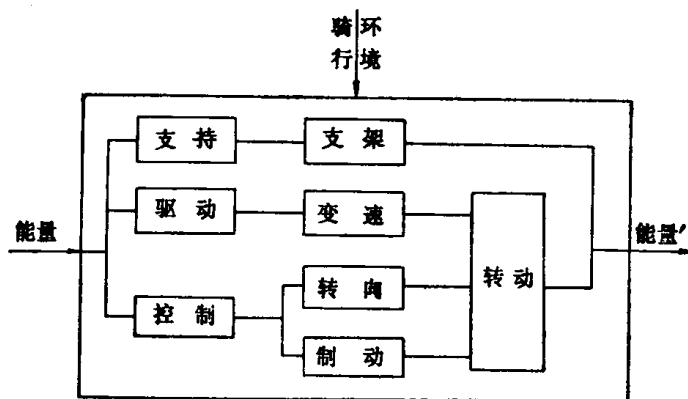 骑环
行境
支持
支架
驱动
变速
能量
能量′
转动
转向
控制
制动